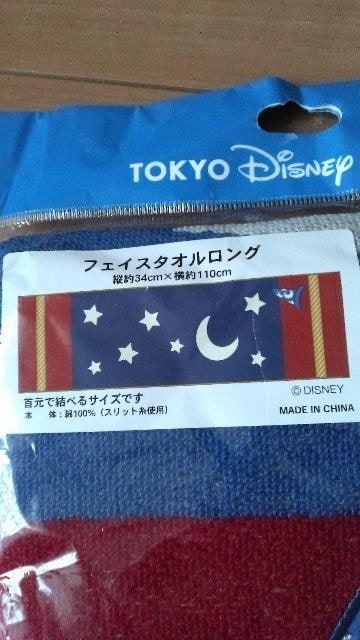 TOKYO Disney
フェイスタオルロング
縦約34cm×横約110cm
首元で結べるサイズです
本　体：綿100%（スリット糸使用）
© DISNEY
MADE IN CHINA